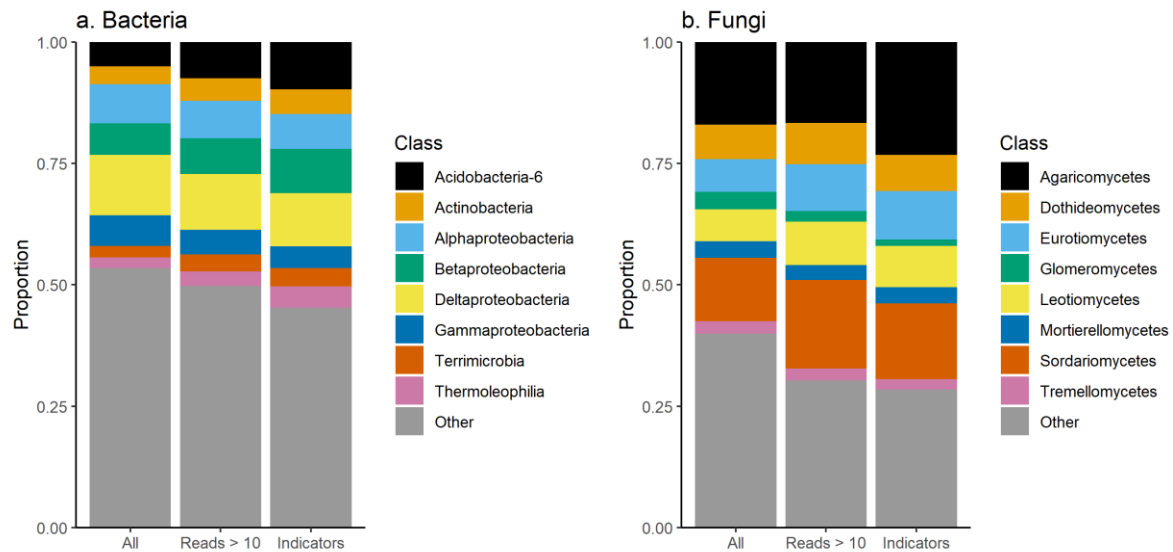 a. Bacteria
1.00
0.75
0.50
0.25
0.00
Proportion
All
Reads > 10
Indicators
Class
Acidobacteria-6
Actinobacteria
Alphaproteobacteria
Betaproteobacteria
Deltaproteobacteria
Gammaproteobacteria
Terrimicrobia
Thermoleophilia
Other
b. Fungi
1.00
0.75
0.50
0.25
0.00
Proportion
All
Reads > 10
Indicators
Class
Agaricomycetes
Dothideomycetes
Eurotiomycetes
Glomeromycetes
Leotiomycetes
Mortierellomycetes
Sordariomycetes
Tremellomycetes
Other